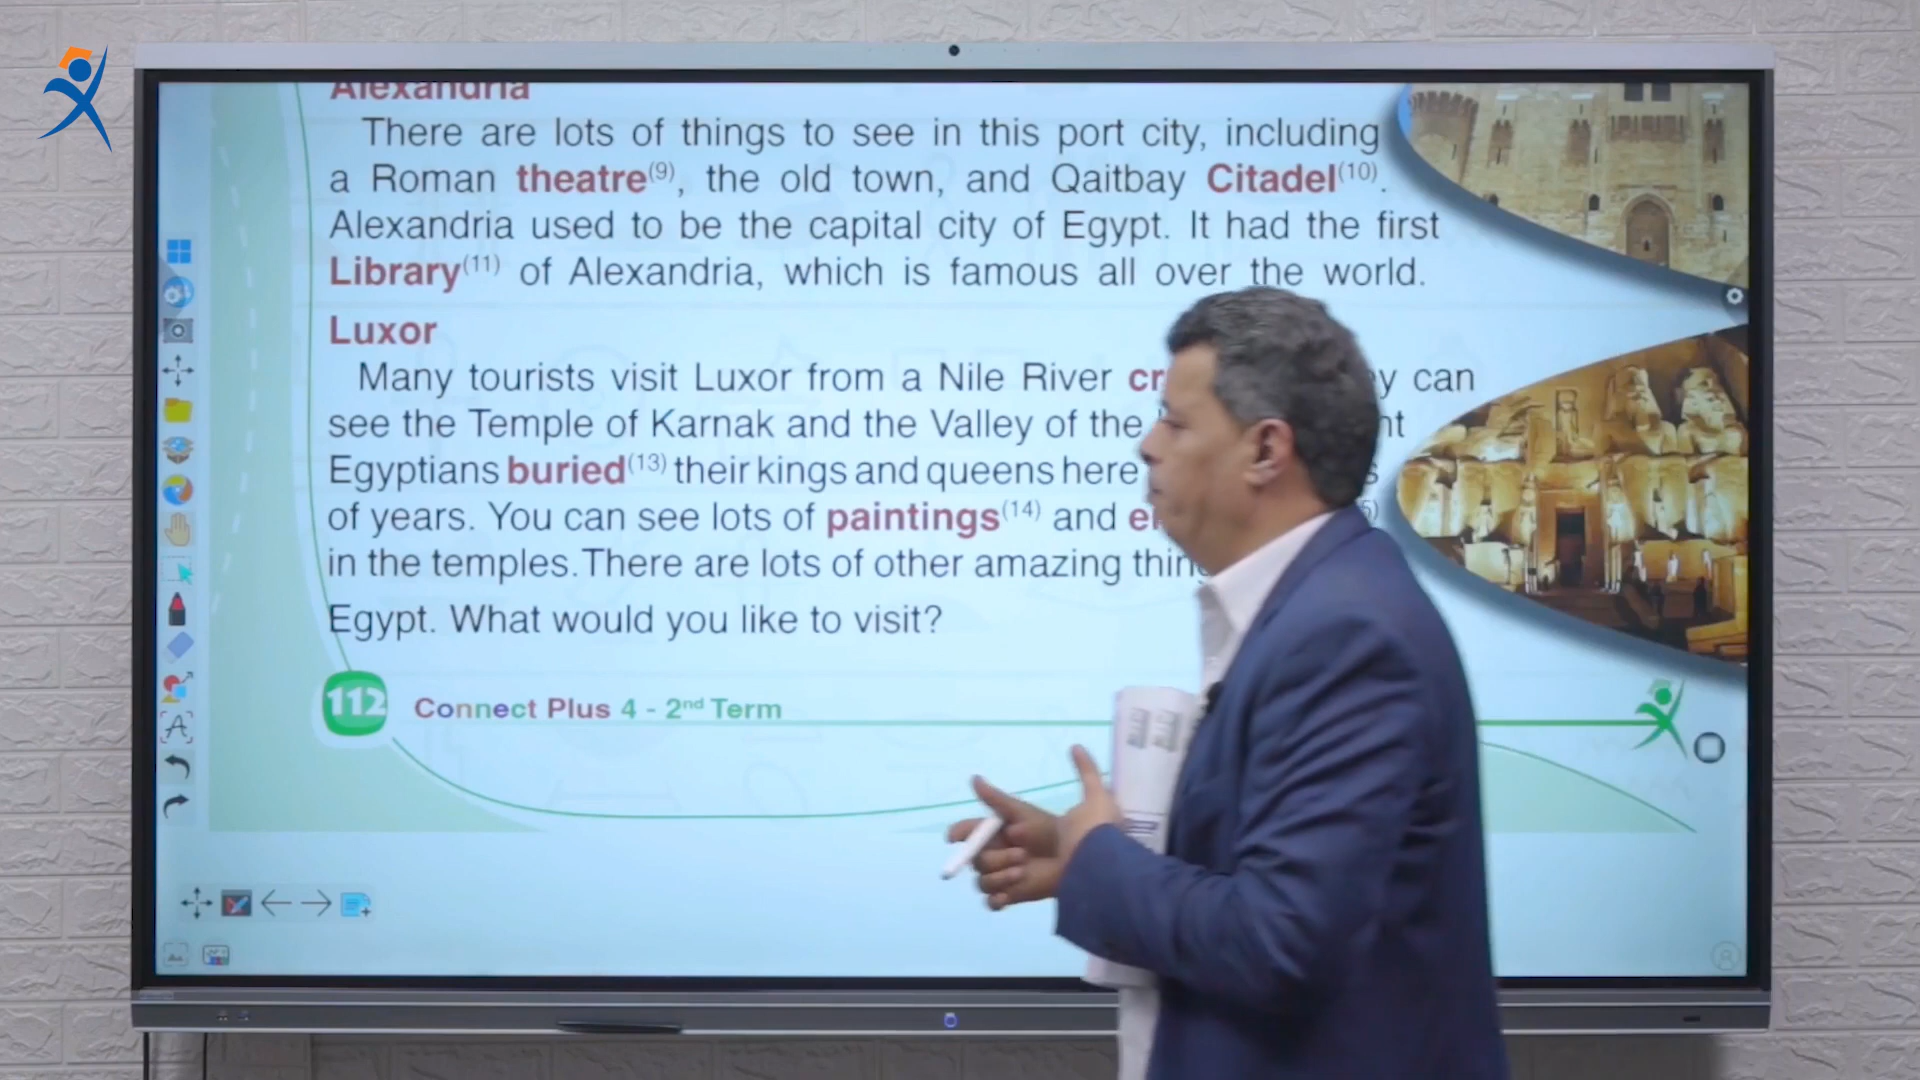 Alexandria
There are lots of things to see in this port city, including
a Roman theatre(9), the old town, and Qaitbay Citadel(10).
Alexandria used to be the capital city of Egypt. It had the first
Library(11) of Alexandria, which is famous all over the world.
Luxor
Many tourists visit Luxor from a Nile River can
see the Temple of Karnak and the Valley of the
Egyptians buried(13) their kings and queens here
of years. You can see lots of paintings(14) and
in the temples. There are lots of other amazing
Egypt. What would you like to visit?
112 Connect Plus 4 - 2nd Term